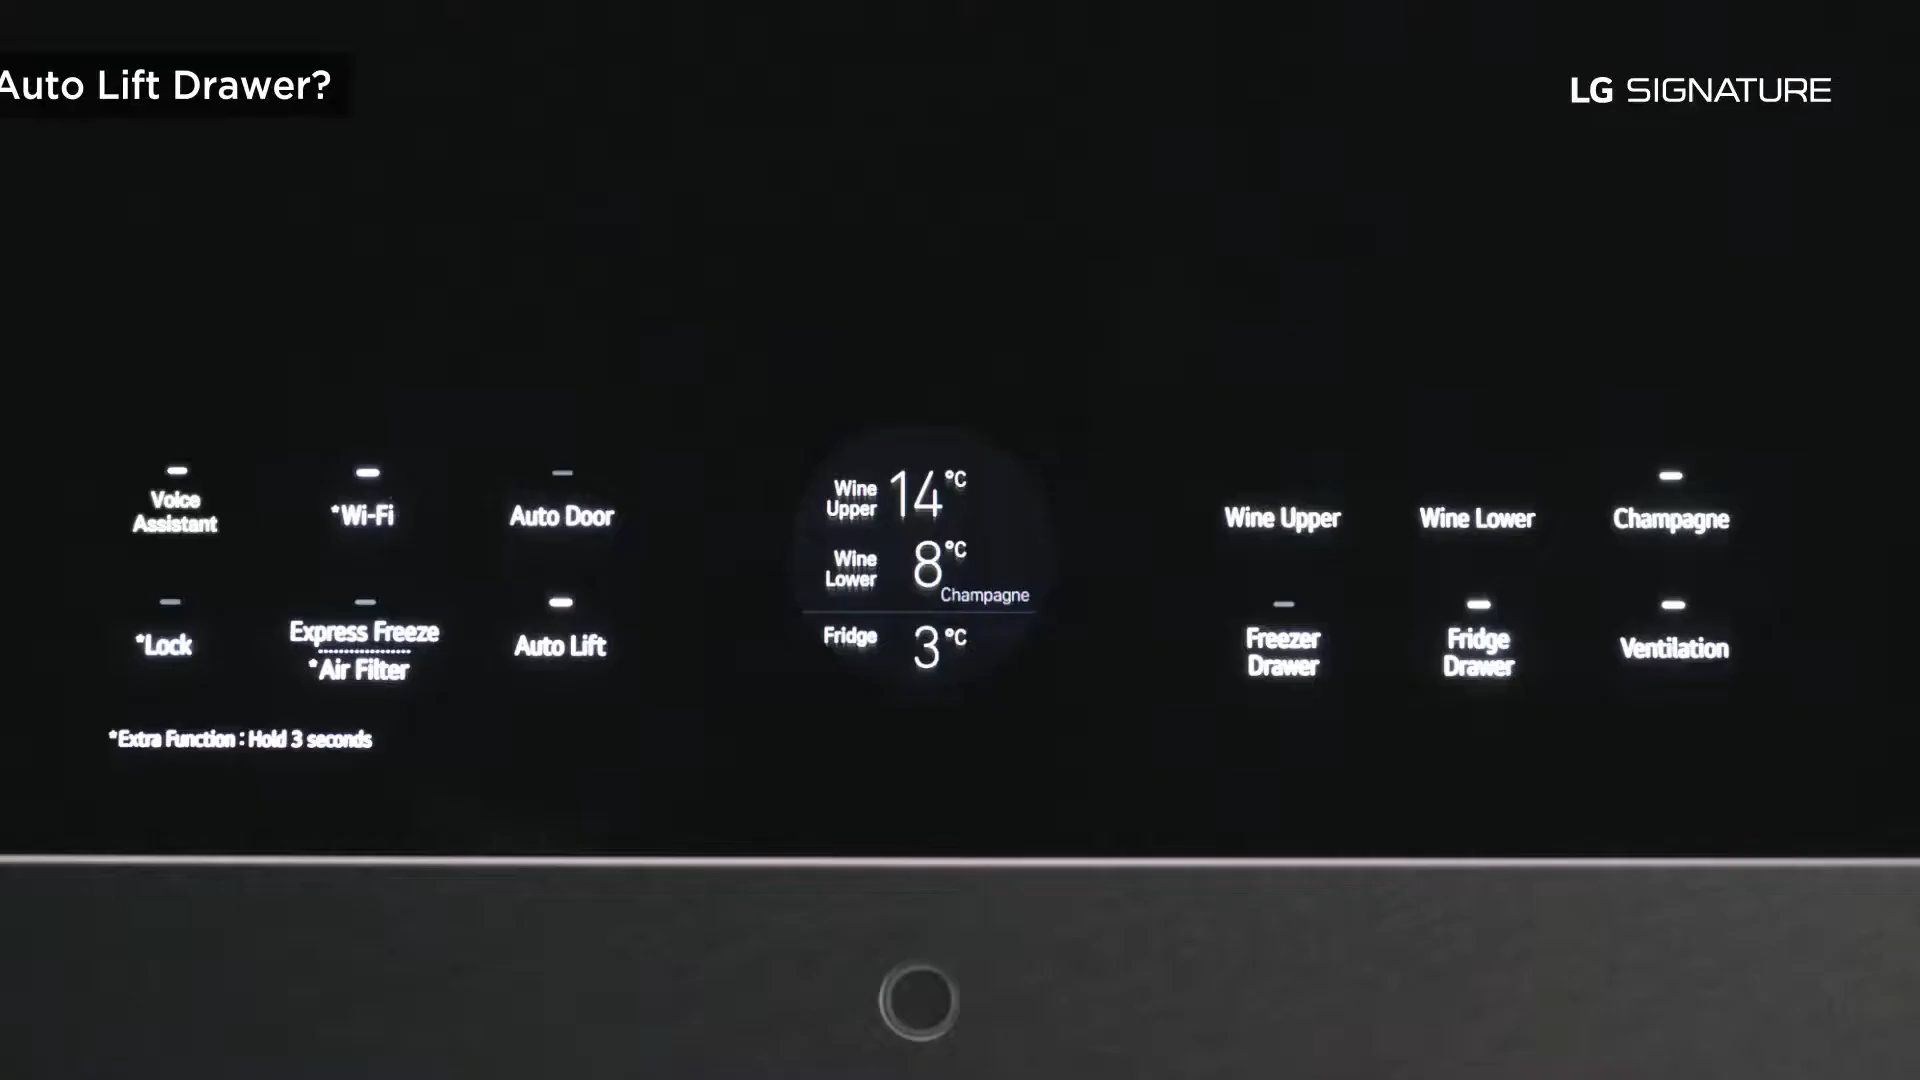 Auto Lift Drawer?
LG SIGNATURE
Voice
Assistant
*Wi-Fi
Auto Door
*Lock
Express Freeze
*Air Filter
Auto Lift
*Extra Function : Hold 3 seconds
Wine
Upper
14°C
Wine
Lower
8°C
Champagne
Fridge
3°C
Wine Upper
Wine Lower
Champagne
Freezer
Drawer
Fridge
Drawer
Ventilation